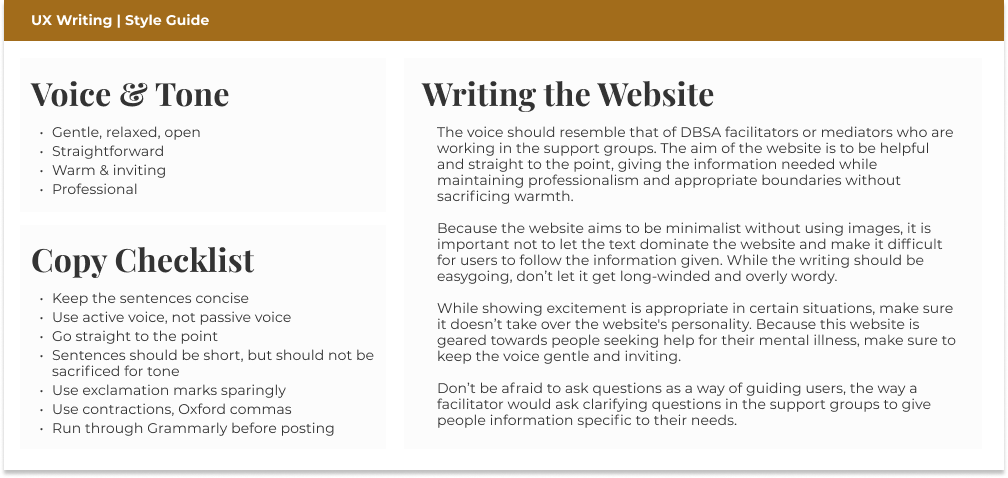 UX Writing | Style Guide
Voice & Tone
• Gentle, relaxed, open
• Straightforward
• Warm & inviting
• Professional
Copy Checklist
• Keep the sentences concise
• Use active voice, not passive voice
• Go straight to the point
• Sentences should be short, but should not be
sacrificed for tone
• Use exclamation marks sparingly
• Use contractions, Oxford commas
• Run through Grammarly before posting
Writing the Website
The voice should resemble that of DBSA facilitators or mediators who are
working in the support groups. The aim of the website is to be helpful
and straight to the point, giving the information needed while
maintaining professionalism and appropriate boundaries without
sacrificing warmth.
Because the website aims to be minimalist without using images, it is
important not to let the text dominate the website and make it difficult
for users to follow the information given. While the writing should be
easygoing, don't let it get long-winded and overly wordy.
While showing excitement is appropriate in certain situations, make sure
it doesn't take over the website's personality. Because this website is
geared towards people seeking help for their mental illness, make sure to
keep the voice gentle and inviting.
Don't be afraid to ask questions as a way of guiding users, the way a
facilitator would ask clarifying questions in the support groups to give
people information specific to their needs.